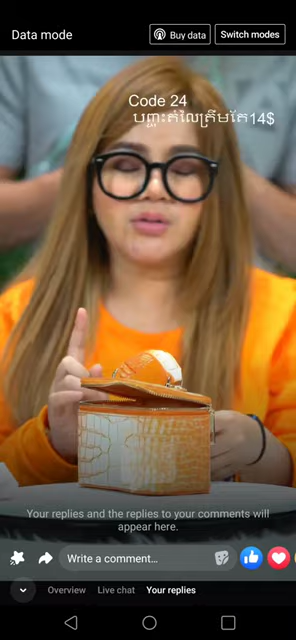 Data mode
Buy data
Switch modes
Code 24
បញ្ចុះតំលៃត្រឹមតែ14$
Your replies and the replies to your comments will
appear here.
Write a comment...
Overview
Live chat
Your replies